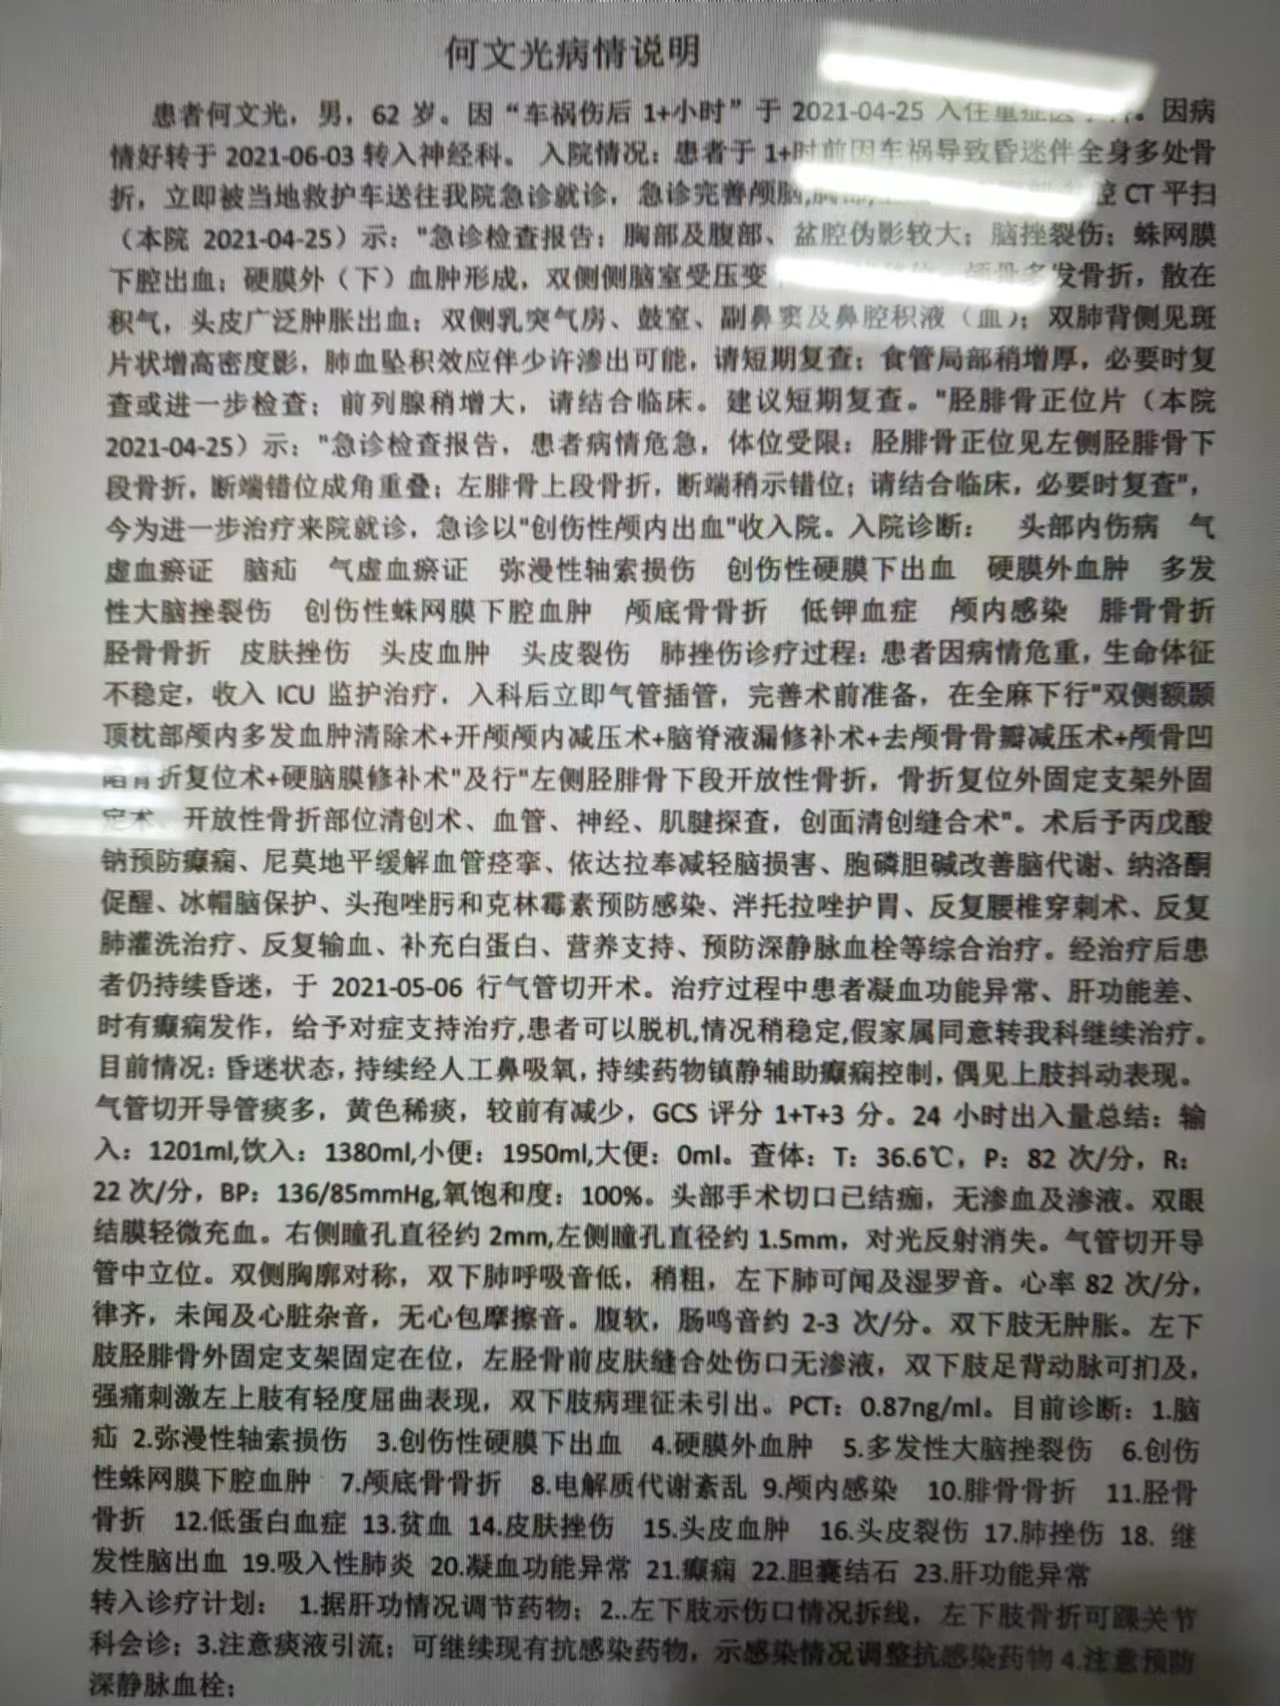 何文光病情说明
患者何文光，男，62 岁。因“车祸伤后 1+小时”于 2021-04-25 入住重症医学科。因病
情好转于 2021-06-03 转入神经科。 入院情况：患者于 1+时前因车祸导致昏迷伴全身多处骨
折，立即被当地救护车送往我院急诊就诊，急诊完善颅脑,胸部, 腔 CT 平扫
（本院 2021-04-25）示："急诊检查报告：胸部及腹部、盆腔伪影较大；脑挫裂伤；蛛网膜
下腔出血；硬膜外（下）血肿形成，双侧侧脑室受压变 颅骨多发骨折，散在
积气，头皮广泛肿胀出血；双侧乳突气房、鼓室、副鼻窦及鼻腔积液（血）；双肺背侧见斑
片状增高密度影，肺血坠积效应伴少许渗出可能，请短期复查；食管局部稍增厚，必要时复
查或进一步检查；前列腺稍增大，请结合临床。建议短期复查。"胫腓骨正位片（本院
2021-04-25）示："急诊检查报告，患者病情危急，体位受限：胫腓骨正位见左侧胫腓骨下
段骨折，断端错位成角重叠；左腓骨上段骨折，断端稍示错位；请结合临床，必要时复查"，
今为进一步治疗来院就诊，急诊以"创伤性颅内出血"收入院。入院诊断： 头部内伤病 气
虚血瘀证 脑疝 气虚血瘀证 弥漫性轴索损伤 创伤性硬膜下出血 硬膜外血肿 多发
性大脑挫裂伤 创伤性蛛网膜下腔血肿 颅底骨骨折 低钾血症 颅内感染 腓骨骨折
胫骨骨折 皮肤挫伤 头皮血肿 头皮裂伤 肺挫伤诊疗过程：患者因病情危重，生命体征
不稳定，收入 ICU 监护治疗，入科后立即气管插管，完善术前准备，在全麻下行"双侧额颞
顶枕部颅内多发血肿清除术+开颅颅内减压术+脑脊液漏修补术+去颅骨骨瓣减压术+颅骨凹
陷骨折复位术+硬脑膜修补术"及行"左侧胫腓骨下段开放性骨折，骨折复位外固定支架外固
定术、开放性骨折部位清创术、血管、神经、肌腱探查，创面清创缝合术"。术后予丙戊酸
钠预防癫痫、尼莫地平缓解血管痉挛、依达拉奉减轻脑损害、胞磷胆碱改善脑代谢、纳洛酮
促醒、冰帽脑保护、头孢唑肟和克林霉素预防感染、泮托拉唑护胃、反复腰椎穿刺术、反复
肺灌洗治疗、反复输血、补充白蛋白、营养支持、预防深静脉血栓等综合治疗。经治疗后患
者仍持续昏迷，于 2021-05-06 行气管切开术。治疗过程中患者凝血功能异常、肝功能差、
时有癫痫发作，给予对症支持治疗,患者可以脱机,情况稍稳定,假家属同意转我科继续治疗。
目前情况：昏迷状态，持续经人工鼻吸氧，持续药物镇静辅助癫痫控制，偶见上肢抖动表现。
气管切开导管痰多，黄色稀痰，较前有减少，GCS 评分 1+T+3 分。24 小时出入量总结：输
入：1201ml,饮入：1380ml,小便：1950ml,大便：0ml。查体：T：36.6℃，P：82 次/分，R：
22 次/分，BP：136/85mmHg,氧饱和度：100%。头部手术切口已结痂，无渗血及渗液。双眼
结膜轻微充血。右侧瞳孔直径约 2mm,左侧瞳孔直径约 1.5mm，对光反射消失。气管切开导
管中立位。双侧胸廓对称，双下肺呼吸音低，稍粗，左下肺可闻及湿罗音。心率 82 次/分，
律齐，未闻及心脏杂音，无心包摩擦音。腹软，肠鸣音约 2-3 次/分。双下肢无肿胀。左下
肢胫腓骨外固定支架固定在位，左胫骨前皮肤缝合处伤口无渗液，双下肢足背动脉可扪及，
强痛刺激左上肢有轻度屈曲表现，双下肢病理征未引出。PCT：0.87ng/ml。目前诊断：1.脑
疝 2.弥漫性轴索损伤 3.创伤性硬膜下出血 4.硬膜外血肿 5.多发性大脑挫裂伤 6.创伤
性蛛网膜下腔血肿 7.颅底骨骨折 8.电解质代谢紊乱 9.颅内感染 10.腓骨骨折 11.胫骨
骨折 12.低蛋白血症 13.贫血 14.皮肤挫伤 15.头皮血肿 16.头皮裂伤 17.肺挫伤 18. 继
发性脑出血 19.吸入性肺炎 20.凝血功能异常 21.癫痫 22.胆囊结石 23.肝功能异常
转入诊疗计划： 1.据肝功情况调节药物；2..左下肢示伤口情况拆线，左下肢骨折可踝关节
科会诊；3.注意痰液引流；可继续现有抗感染药物，示感染情况调整抗感染药物 4.注意预防
深静脉血栓；